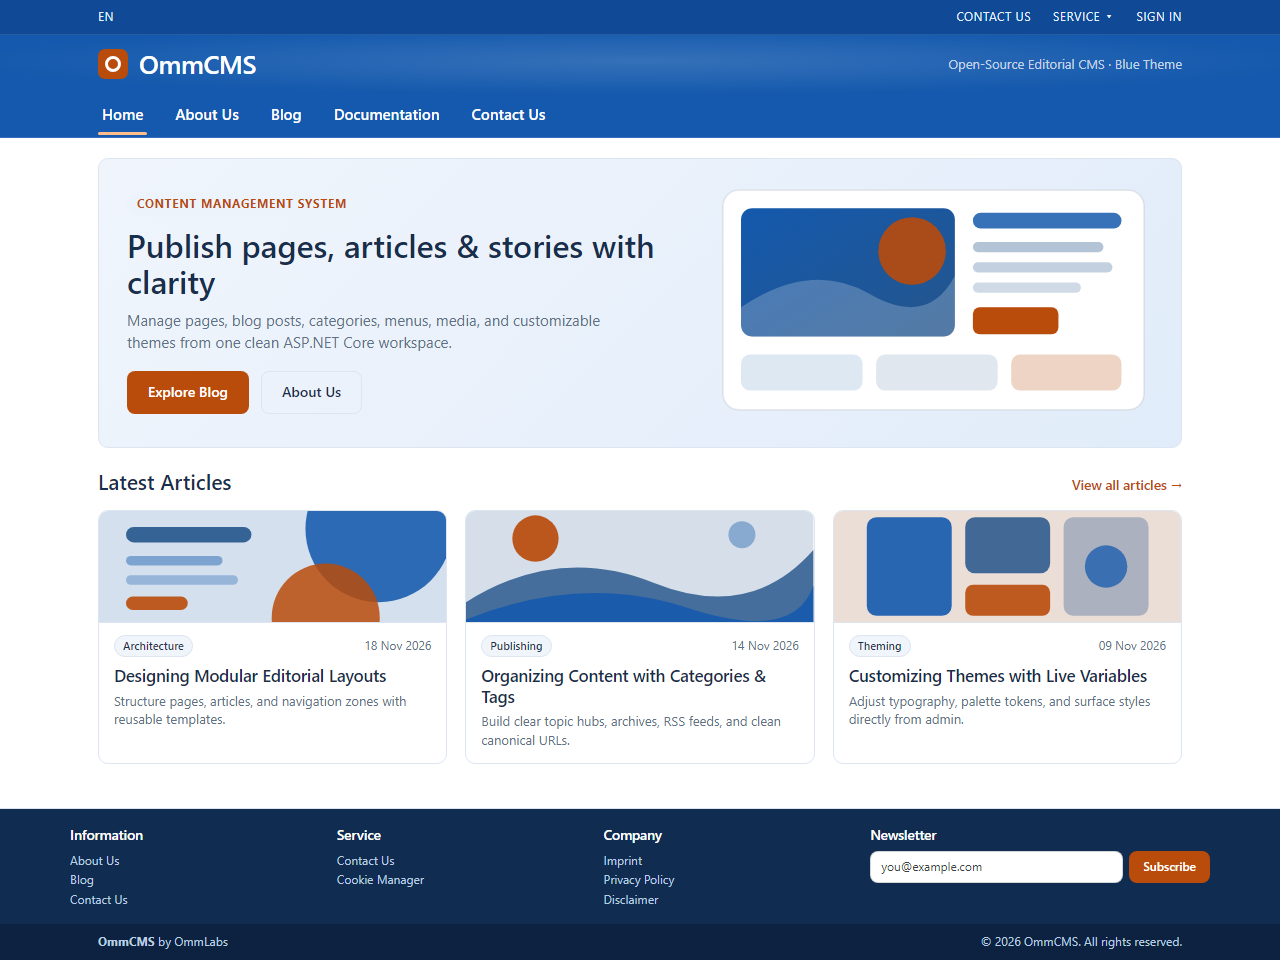 EN
CONTACT US
SERVICE
SIGN IN
OmmCMS
Open-Source Editorial CMS · Blue Theme
Home
About Us
Blog
Documentation
Contact Us
CONTENT MANAGEMENT SYSTEM
Publish pages, articles & stories with
clarity
Manage pages, blog posts, categories, menus, media, and customizable
themes from one clean ASP.NET Core workspace.
Explore Blog
About Us
Latest Articles
View all articles →
Architecture
18 Nov 2026
Designing Modular Editorial Layouts
Structure pages, articles, and navigation zones with
reusable templates.
Publishing
14 Nov 2026
Organizing Content with Categories &
Tags
Build clear topic hubs, archives, RSS feeds, and clean
canonical URLs.
Theming
09 Nov 2026
Customizing Themes with Live Variables
Adjust typography, palette tokens, and surface styles
directly from admin.
Information
About Us
Blog
Contact Us
Service
Contact Us
Cookie Manager
Company
Imprint
Privacy Policy
Disclaimer
Newsletter
you@example.com
Subscribe
OmmCMS by OmmLabs
© 2026 OmmCMS. All rights reserved.